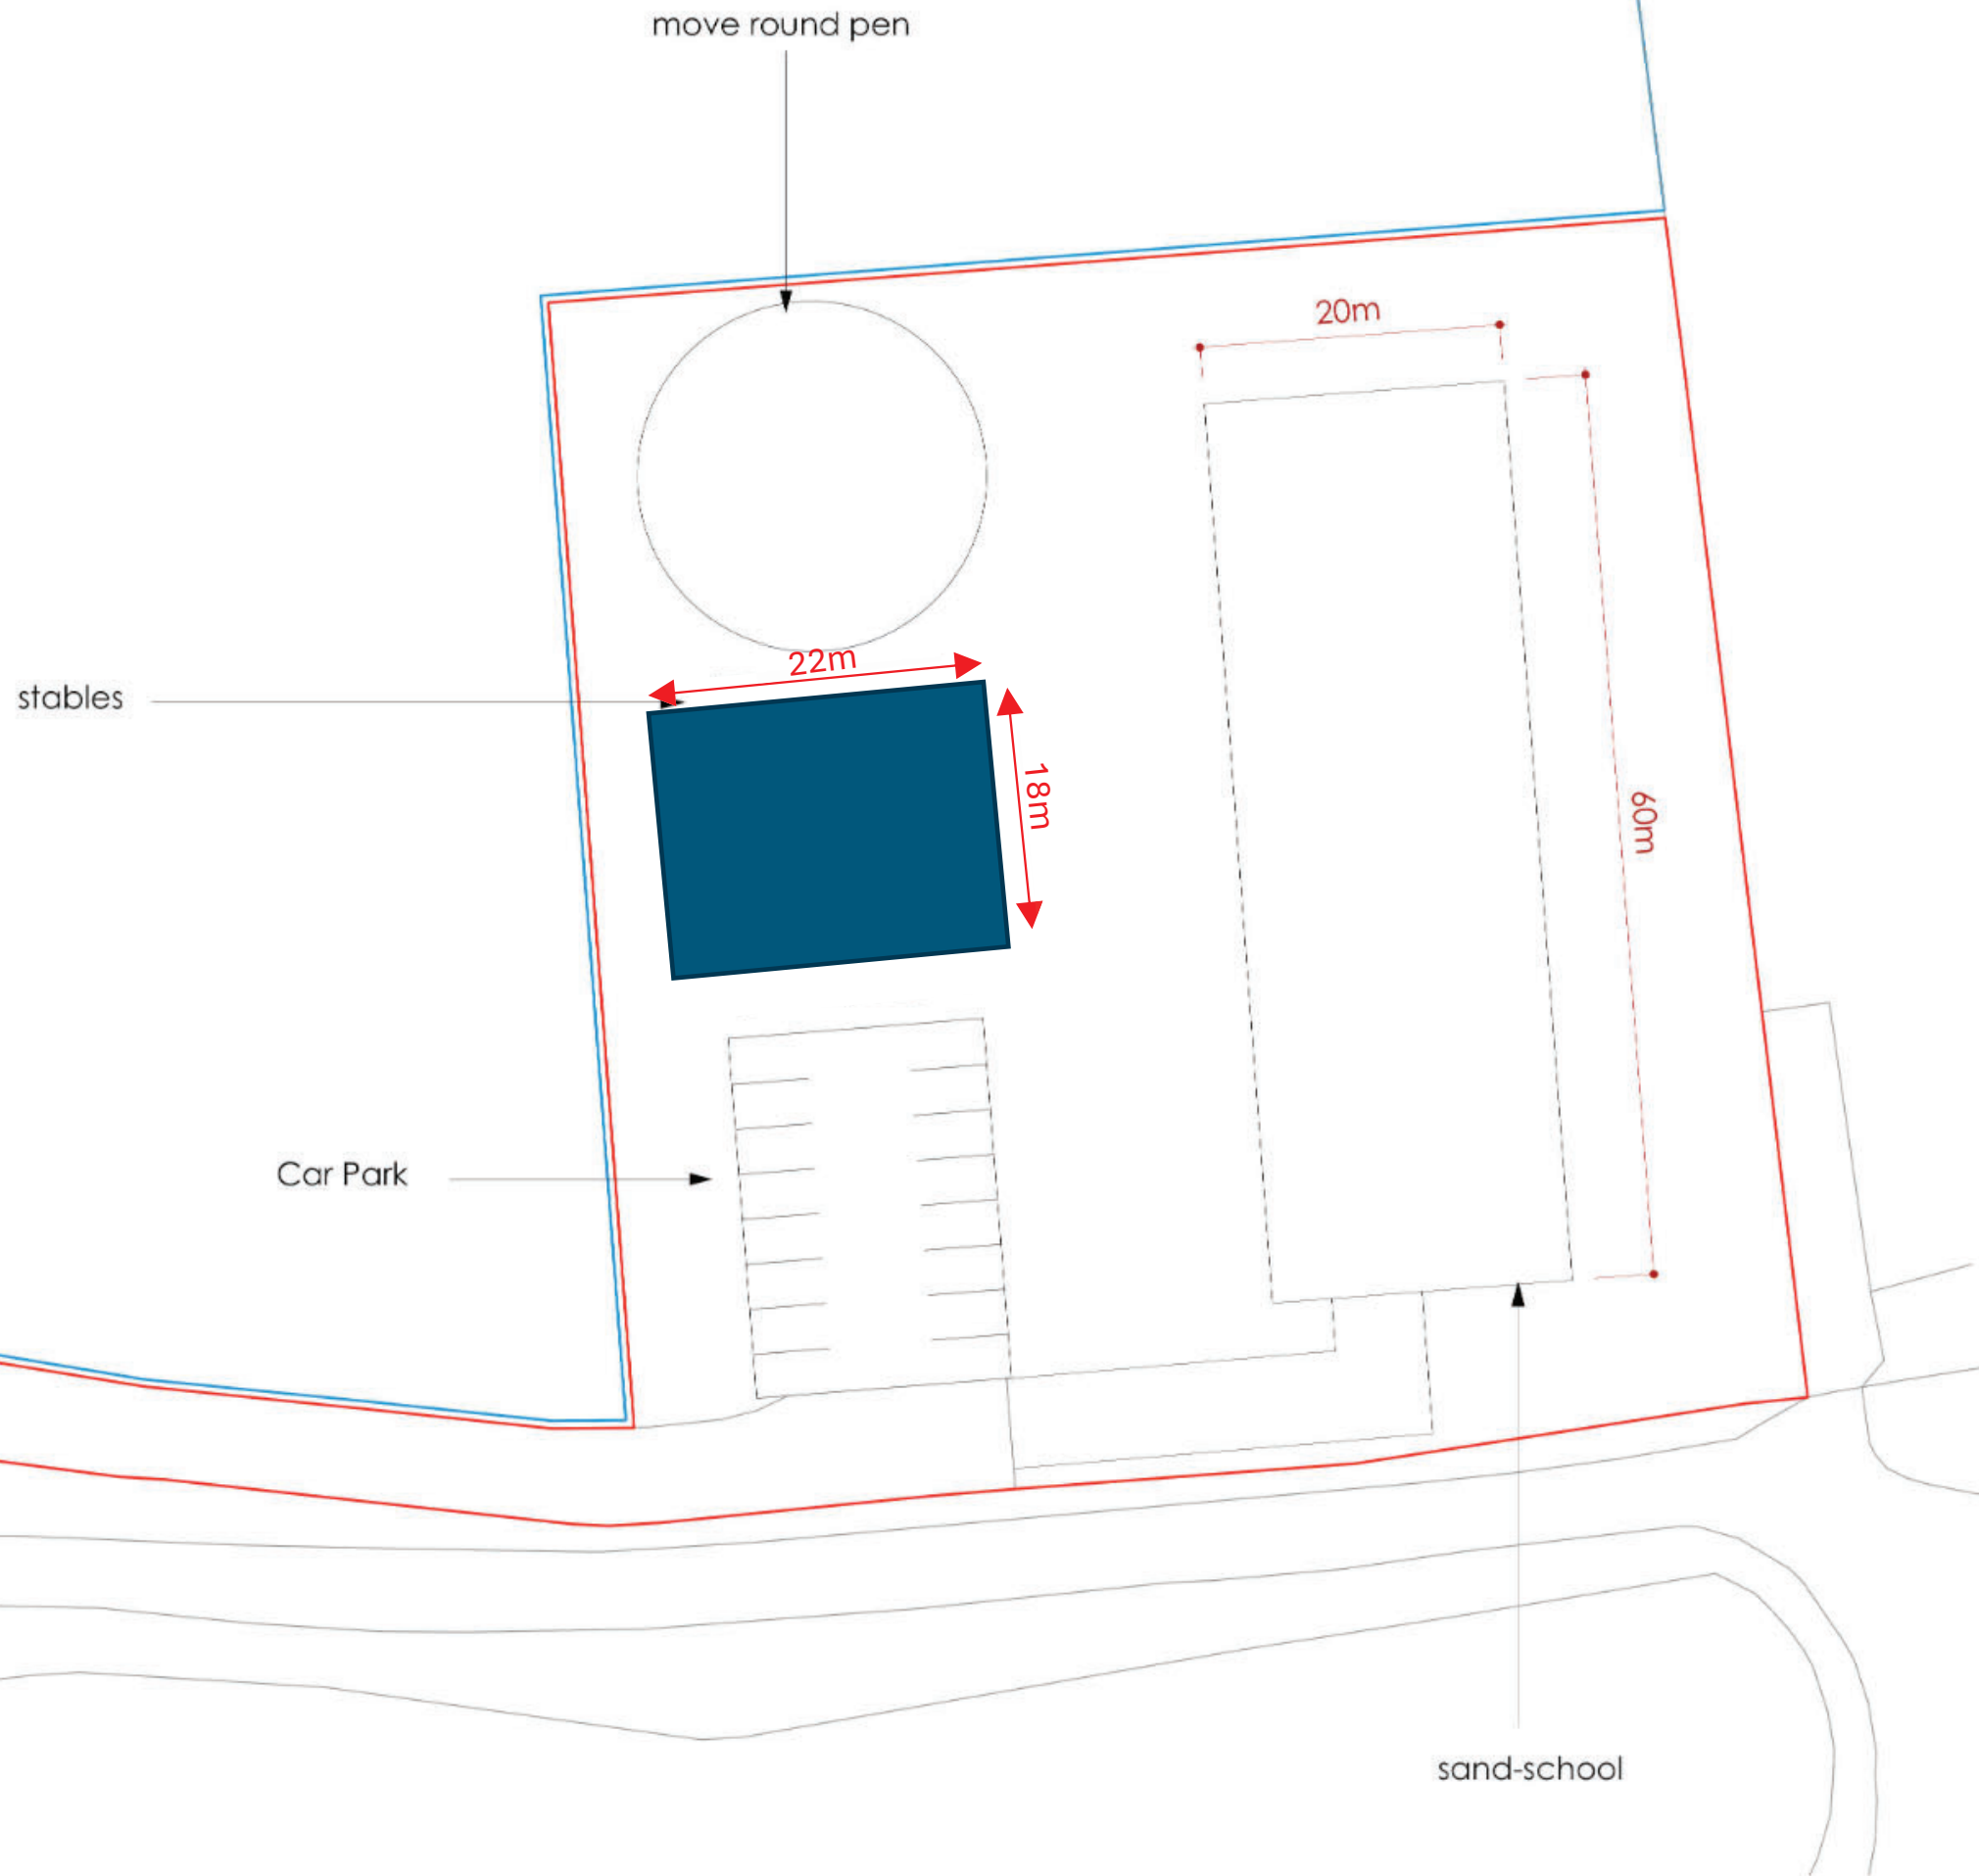 move round pen
20m
22m
stables
18m
60m
Car Park
sand-school